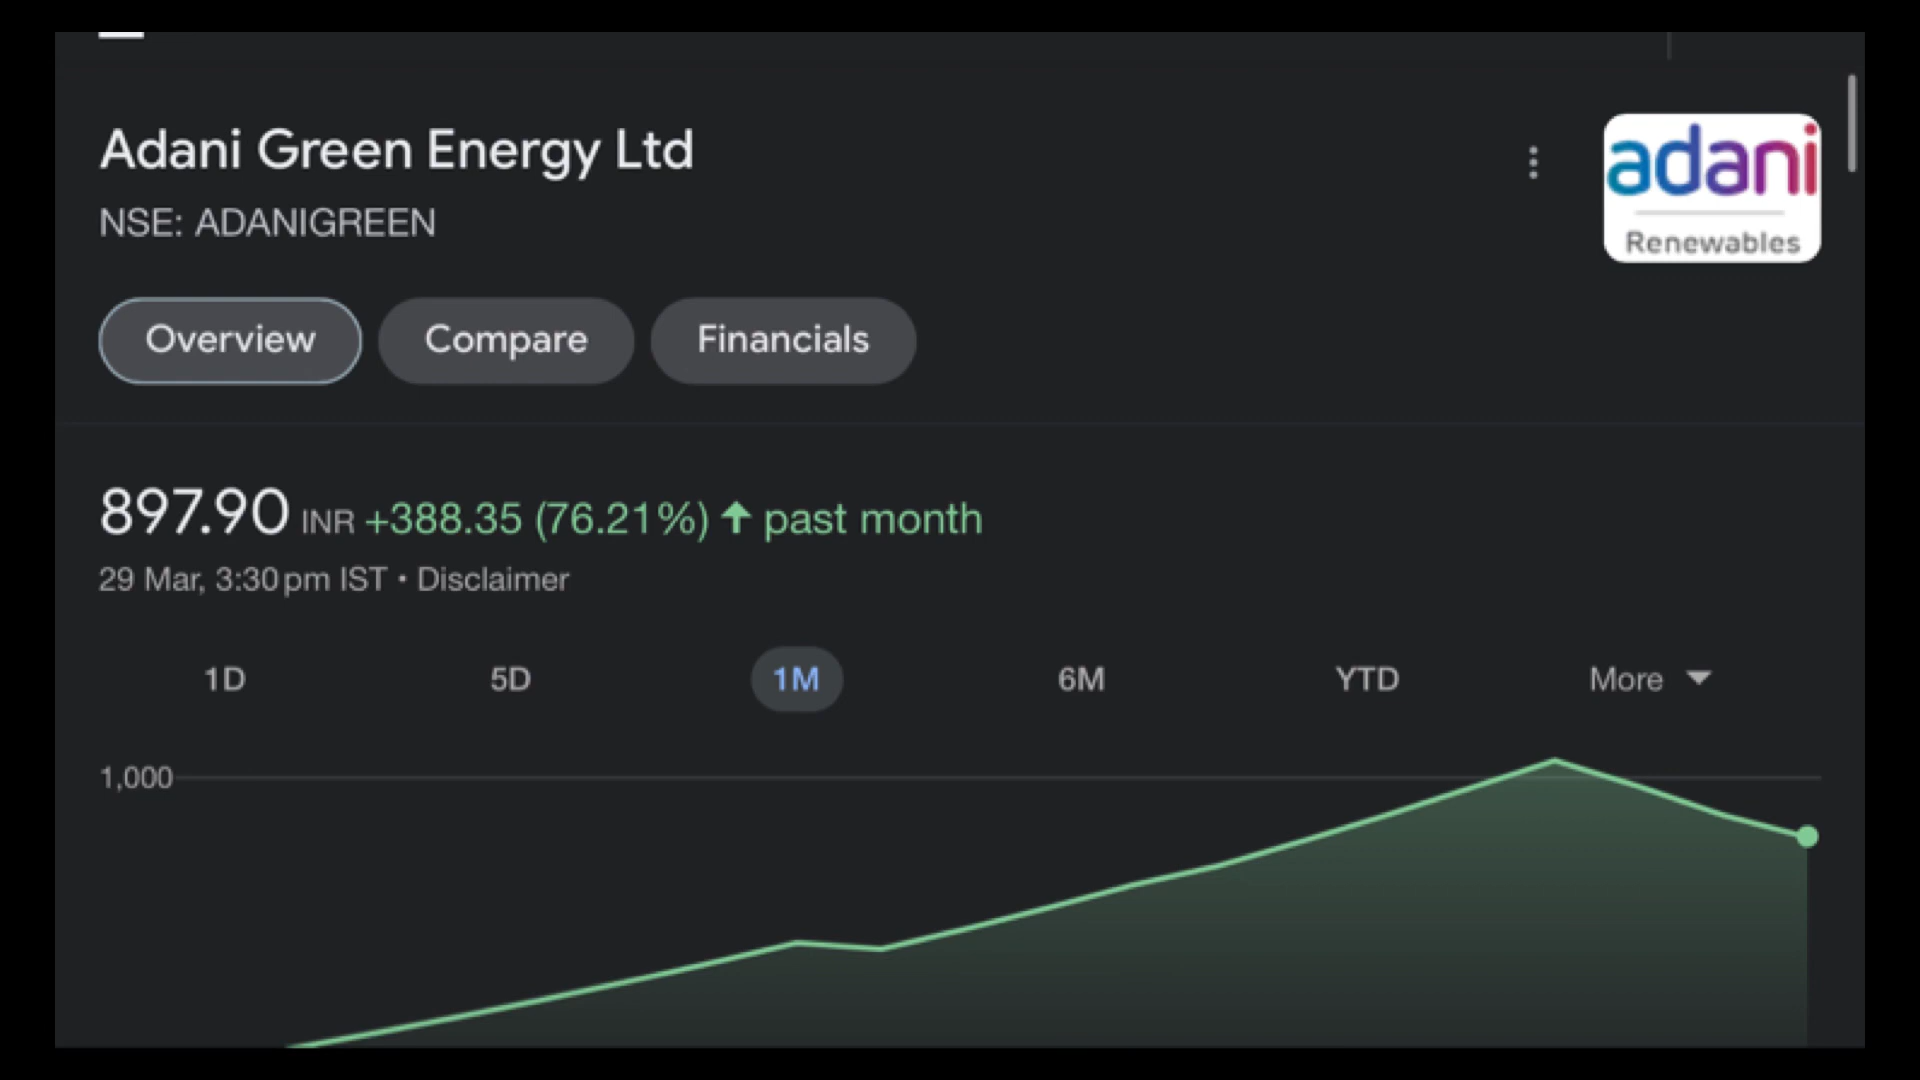 Adani Green Energy Ltd
NSE: ADANIGREEN
adani
Renewables
Overview Compare Financials
897.90 INR +388.35 (76.21%) ↑ past month
29 Mar, 3:30 pm IST • Disclaimer
1D 5D 1M 6M YTD More
1,000